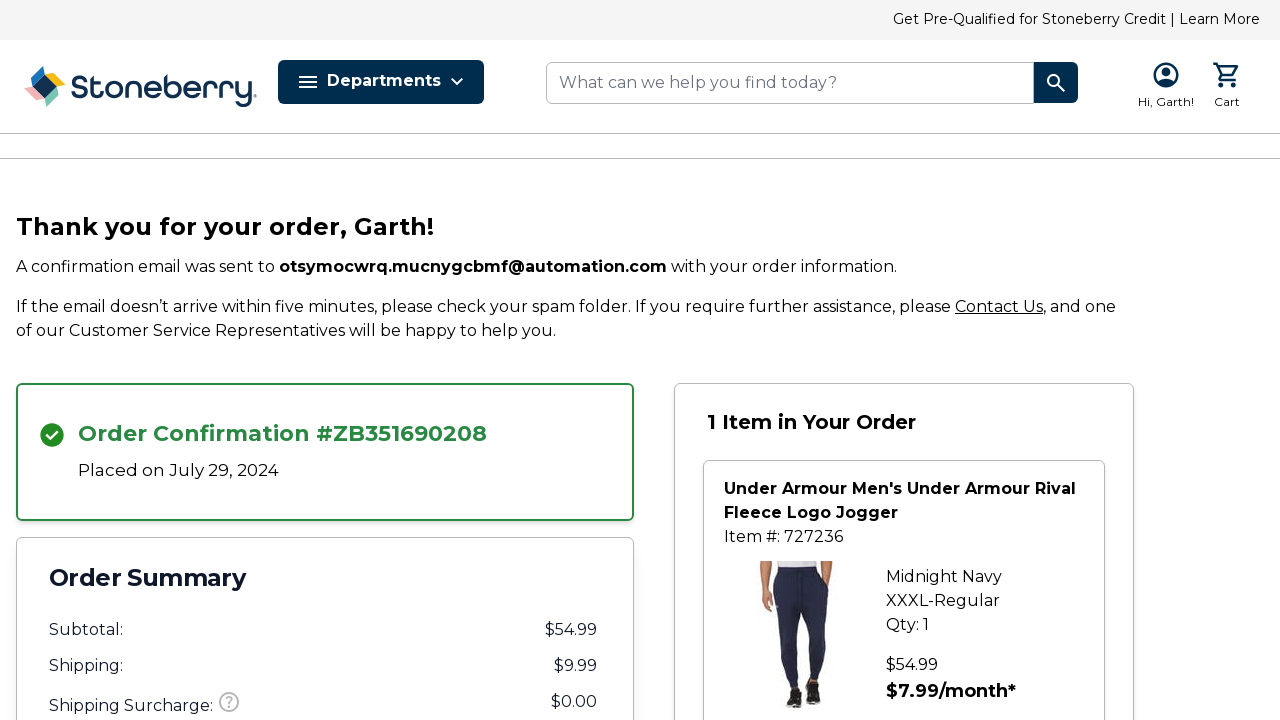 Get Pre-Qualified for Stoneberry Credit | Learn More
Stoneberry
Departments
What can we help you find today?
Hi, Garth!
Cart
Thank you for your order, Garth!
A confirmation email was sent to otsymocwrq.mucnygcbmf@automation.com with your order information.
If the email doesn’t arrive within five minutes, please check your spam folder. If you require further assistance, please Contact Us, and one
of our Customer Service Representatives will be happy to help you.
Order Confirmation #ZB351690208
Placed on July 29, 2024
Order Summary
Subtotal: $54.99
Shipping: $9.99
Shipping Surcharge: ? $0.00
1 Item in Your Order
Under Armour Men's Under Armour Rival
Fleece Logo Jogger
Item #: 727236
Midnight Navy
XXXL-Regular
Qty: 1
$54.99
$7.99/month*